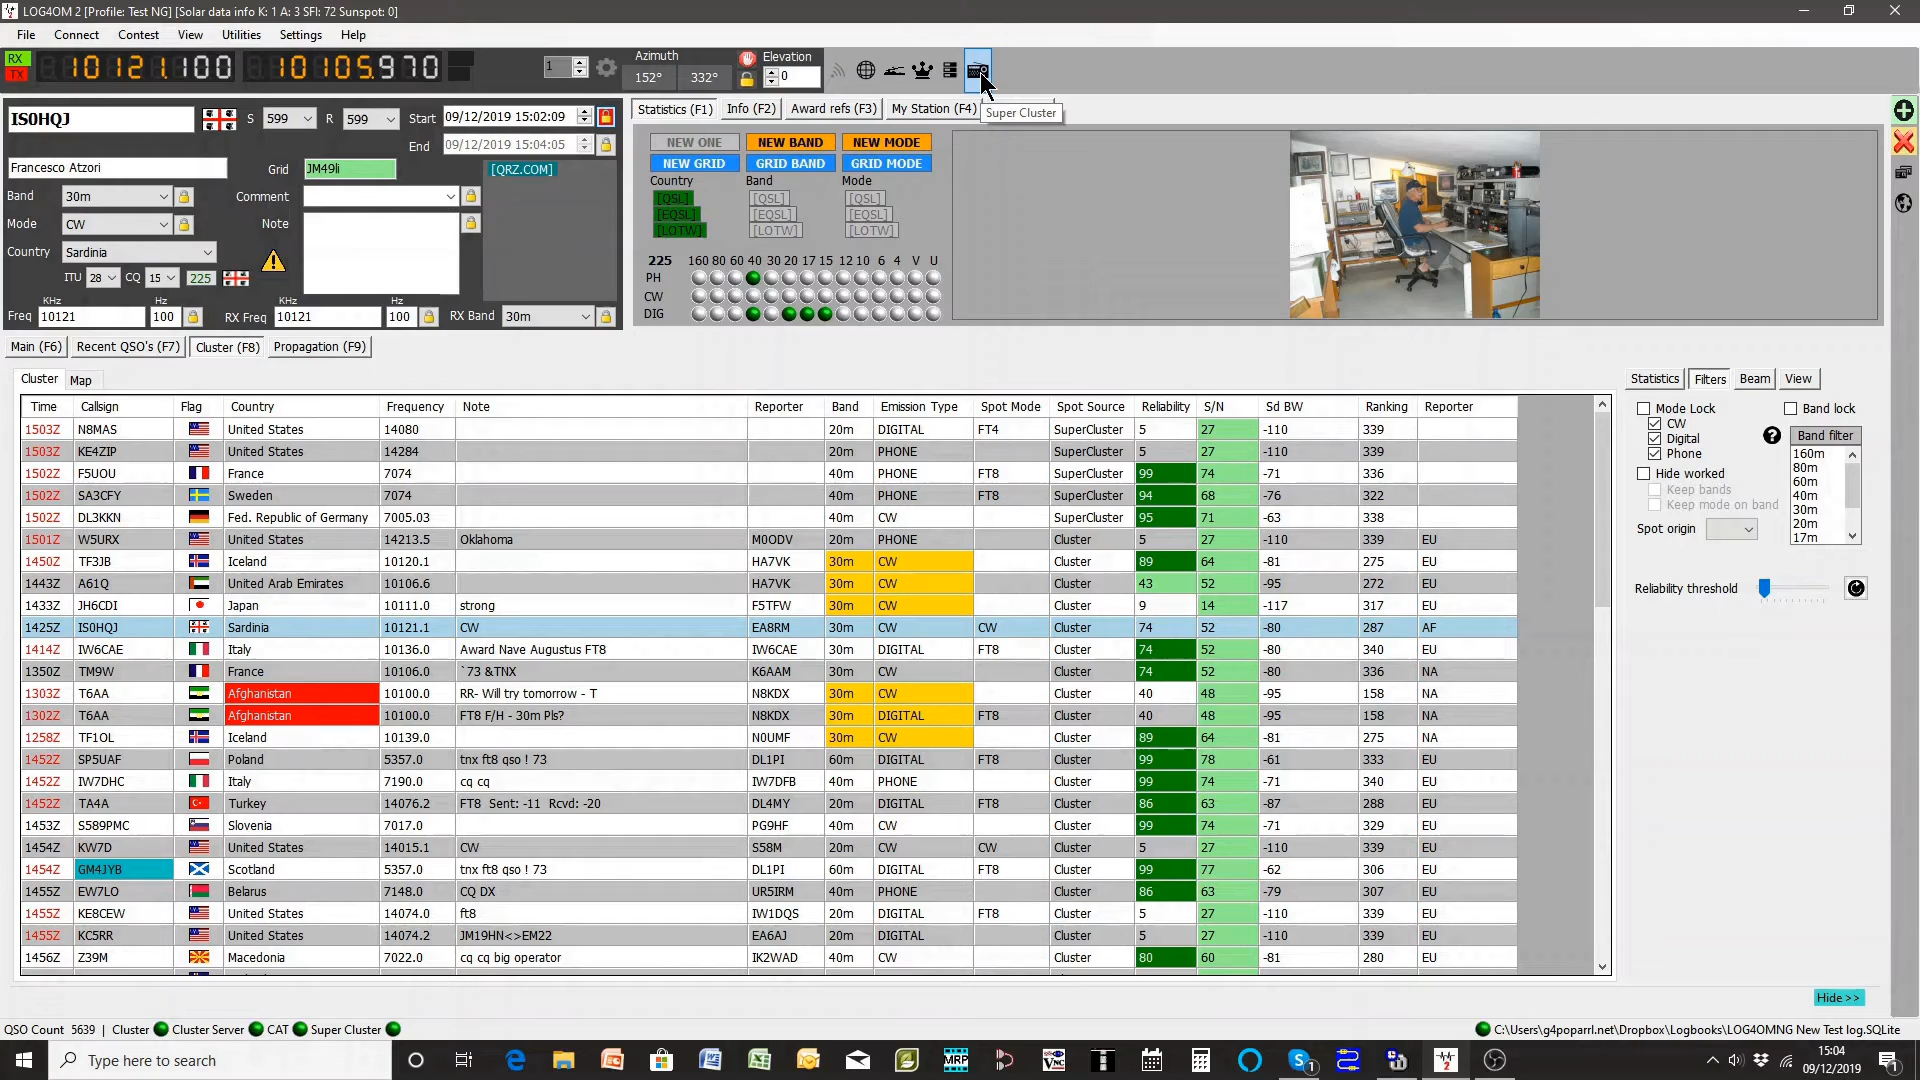 LOG4OM 2 [Profile: Test NG] [Solar data info K: 1 A: 3 SFI: 72 Sunspot: 0]
File Connect Contest View Utilities Settings Help
RX
TX
10121.100 10105.970
1
Azimuth
152° 332°
Elevation
0
IS0HQJ S 599 R 599 Start 09/12/2019 15:02:09
End 09/12/2019 15:04:05
Francesco Atzori Grid JM49li [QRZ.COM]
Band 30m Comment
Mode CW Note
Country Sardinia
ITU 28 CQ 15 225
KHz Hz KHz Hz
Freq 10121 100 RX Freq 10121 100 RX Band 30m
Statistics (F1) Info (F2) Award refs (F3) My Station (F4) Super Cluster
NEW ONE NEW BAND NEW MODE
NEW GRID GRID BAND GRID MODE
Country Band Mode
[QSL] [QSL] [QSL]
[EQSL] [EQSL] [EQSL]
[LOTW] [LOTW] [LOTW]
225 160 80 60 40 30 20 17 15 12 10 6 4 V U
PH
CW
DIG
Main (F6) Recent QSO's (F7) Cluster (F8) Propagation (F9)
Cluster Map
Time Callsign Flag Country Frequency Note Reporter Band Emission Type Spot Mode Spot Source Reliability S/N Sd BW Ranking Reporter
1503Z N8MAS United States 14080 20m DIGITAL FT4 SuperCluster 5 27 -110 339
1503Z KE4ZIP United States 14284 20m PHONE SuperCluster 5 27 -110 339
1502Z F5UOU France 7074 40m PHONE FT8 SuperCluster 99 74 -71 336
1502Z SA3CFY Sweden 7074 40m PHONE FT8 SuperCluster 94 68 -76 322
1502Z DL3KKN Fed. Republic of Germany 7005.03 40m CW SuperCluster 95 71 -63 338
1501Z W5URX United States 14213.5 Oklahoma M0ODV 20m PHONE Cluster 5 27 -110 339 EU
1450Z TF3JB Iceland 10120.1 HA7VK 30m CW Cluster 89 64 -81 275 EU
1443Z A61Q United Arab Emirates 10106.6 HA7VK 30m CW Cluster 43 52 -95 272 EU
1433Z JH6CDI Japan 10111.0 strong F5TFW 30m CW Cluster 9 14 -117 317 EU
1425Z IS0HQJ Sardinia 10121.1 CW EA8RM 30m CW CW Cluster 74 52 -80 287 AF
1414Z IW6CAE Italy 10136.0 Award Nave Augustus FT8 IW6CAE 30m DIGITAL FT8 Cluster 74 52 -80 340 EU
1350Z TM9W France 10106.0 `73 &TNX K6AAM 30m CW Cluster 74 52 -80 336 NA
1303Z T6AA Afghanistan 10100.0 RR- Will try tomorrow - T N8KDX 30m CW Cluster 40 48 -95 158 NA
1302Z T6AA Afghanistan 10100.0 FT8 F/H - 30m Pls? N8KDX 30m DIGITAL FT8 Cluster 40 48 -95 158 NA
1258Z TF1OL Iceland 10139.0 N0UMF 30m CW Cluster 89 64 -81 275 NA
1452Z SP5UAF Poland 5357.0 tnx ft8 qso ! 73 DL1PI 60m DIGITAL FT8 Cluster 99 78 -61 333 EU
1452Z IW7DHC Italy 7190.0 cq cq IW7DFB 40m PHONE Cluster 99 74 -71 340 EU
1452Z TA4A Turkey 14076.2 FT8 Sent: -11 Rcvd: -20 DL4MY 20m DIGITAL FT8 Cluster 86 63 -87 288 EU
1453Z S589PMC Slovenia 7017.0 PG9HF 40m CW Cluster 99 74 -71 329 EU
1454Z KW7D United States 14015.1 CW S58M 20m CW CW Cluster 5 27 -110 339 EU
1454Z GM4JYB Scotland 5357.0 tnx ft8 qso ! 73 DL1PI 60m DIGITAL FT8 Cluster 99 77 -62 306 EU
1455Z EW7LO Belarus 7148.0 CQ DX UR5IRM 40m PHONE Cluster 86 63 -79 307 EU
1455Z KE8CEW United States 14074.0 ft8 IW1DQS 20m DIGITAL FT8 Cluster 5 27 -110 339 EU
1455Z KC5RR United States 14074.2 JM19HN<>EM22 EA6AJ 20m DIGITAL Cluster 5 27 -110 339 EU
1456Z Z39M Macedonia 7022.0 cq cq big operator IK2WAD 40m CW Cluster 80 60 -81 280 EU
Statistics Filters Beam View
Mode Lock Band lock
CW
Digital
Phone
Hide worked
Keep bands
Keep mode on band
Spot origin
Band filter
160m
80m
60m
40m
30m
20m
17m
Reliability threshold
Hide >>
QSO Count 5639 | Cluster Cluster Server CAT Super Cluster C:\Users\g4poparrl.net\Dropbox\Logbooks\LOG4OMNG New Test log.SQLite
Type here to search
MRP
15:04
09/12/2019